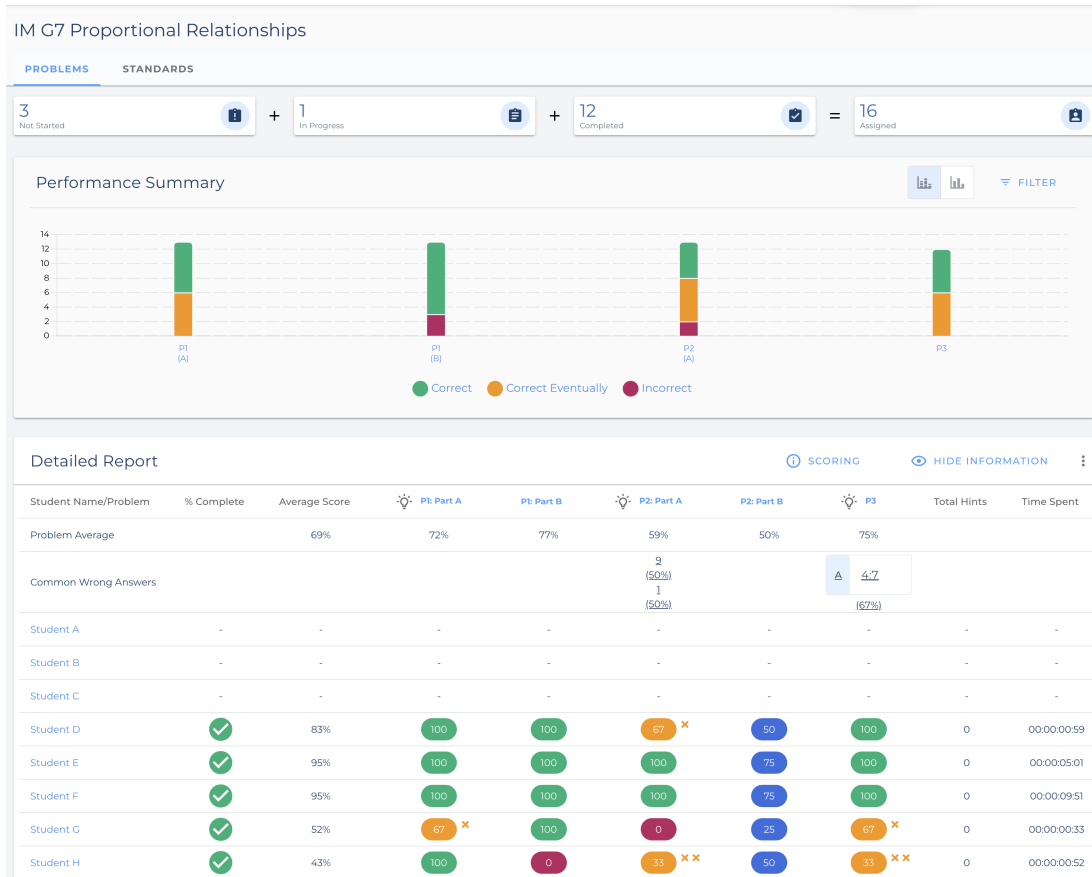 IM G7 Proportional Relationships
PROBLEMS STANDARDS
3 + 1 + 12 = 16
Not Started In Progress Completed Assigned
Performance Summary FILTER
14
12
10
8
6
4
2
0
P1 P1 P2 P3
(A) (B) (A)
Correct Correct Eventually Incorrect
Detailed Report SCORING HIDE INFORMATION
Student Name/Problem % Complete Average Score P1: Part A P1: Part B P2: Part A P2: Part B P3 Total Hints Time Spent
Problem Average 69% 72% 77% 59% 50% 75%
Common Wrong Answers
9
(50%)
1
(50%)
A 4:7
(67%)
Student A - - - - - - - - -
Student B - - - - - - - - -
Student C - - - - - - - - -
Student D 83% 100 100 67 × 50 100 0 00:00:00:59
Student E 95% 100 100 100 75 100 0 00:00:05:01
Student F 95% 100 100 100 75 100 0 00:00:09:51
Student G 52% 67 × 100 0 25 67 × 0 00:00:00:33
Student H 43% 100 0 33 × × 50 33 × × 0 00:00:00:52